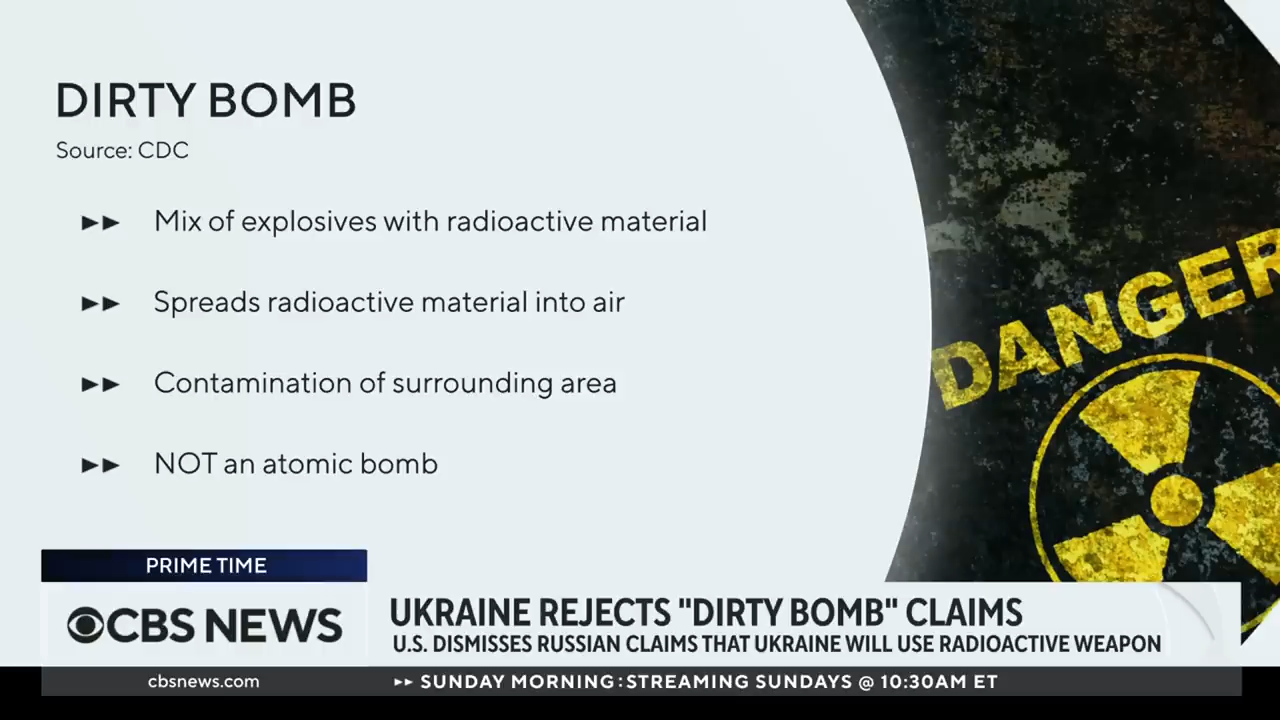 DIRTY BOMB
Source: CDC
Mix of explosives with radioactive material
Spreads radioactive material into air
Contamination of surrounding area
NOT an atomic bomb
DANGER
PRIME TIME
CBS NEWS
UKRAINE REJECTS "DIRTY BOMB" CLAIMS
U.S. DISMISSES RUSSIAN CLAIMS THAT UKRAINE WILL USE RADIOACTIVE WEAPON
cbsnews.com
SUNDAY MORNING: STREAMING SUNDAYS @ 10:30AM ET